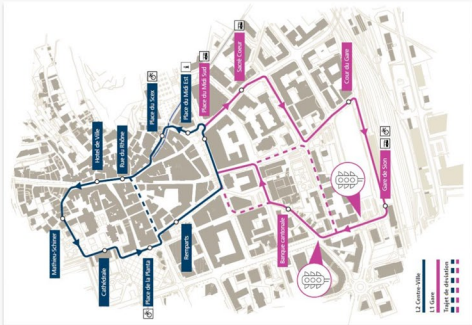 Mathieu-Schiner
Hôtel de Ville
Rue du Rhône
Place du Scex
Place du Midi Est
Place du Midi Sud
Sacré Coeur
Cour du Gare
Gare de Sion
Cathédrale
Place de la Planta
Remparts
Banque cantonale
L2 Centre-Ville
L1 Gare
Trajet de déviation